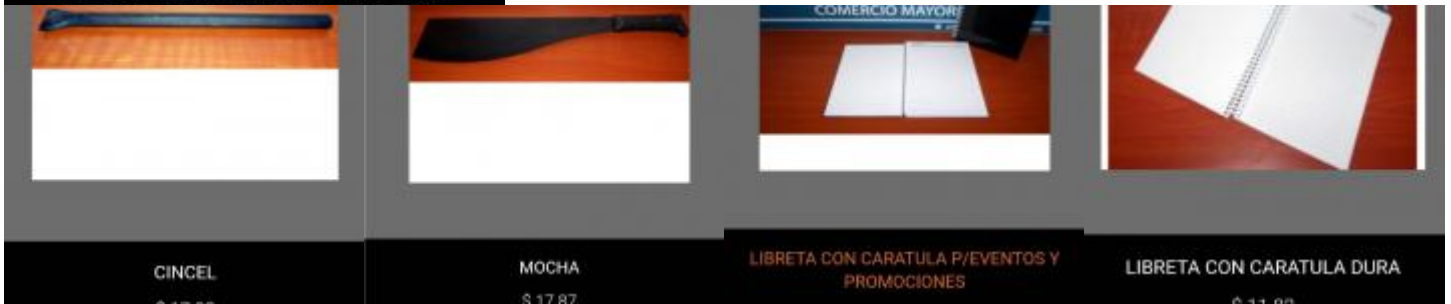 COMERCIO MAYOR
CINCEL
MOCHA
$ 17.87
LIBRETA CON CARATULA P/EVENTOS Y
PROMOCIONES
LIBRETA CON CARATULA DURA